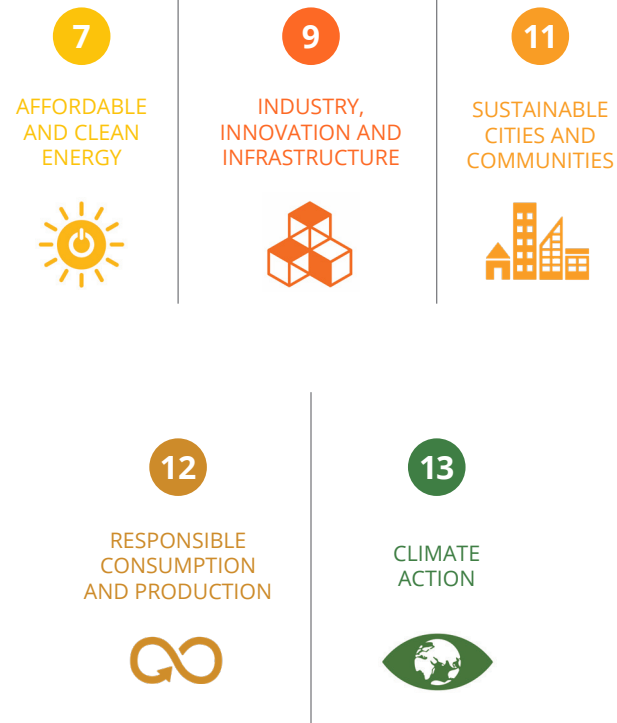 7
AFFORDABLE
AND CLEAN
ENERGY
9
INDUSTRY,
INNOVATION AND
INFRASTRUCTURE
11
SUSTAINABLE
CITIES AND
COMMUNITIES
12
RESPONSIBLE
CONSUMPTION
AND PRODUCTION
13
CLIMATE
ACTION